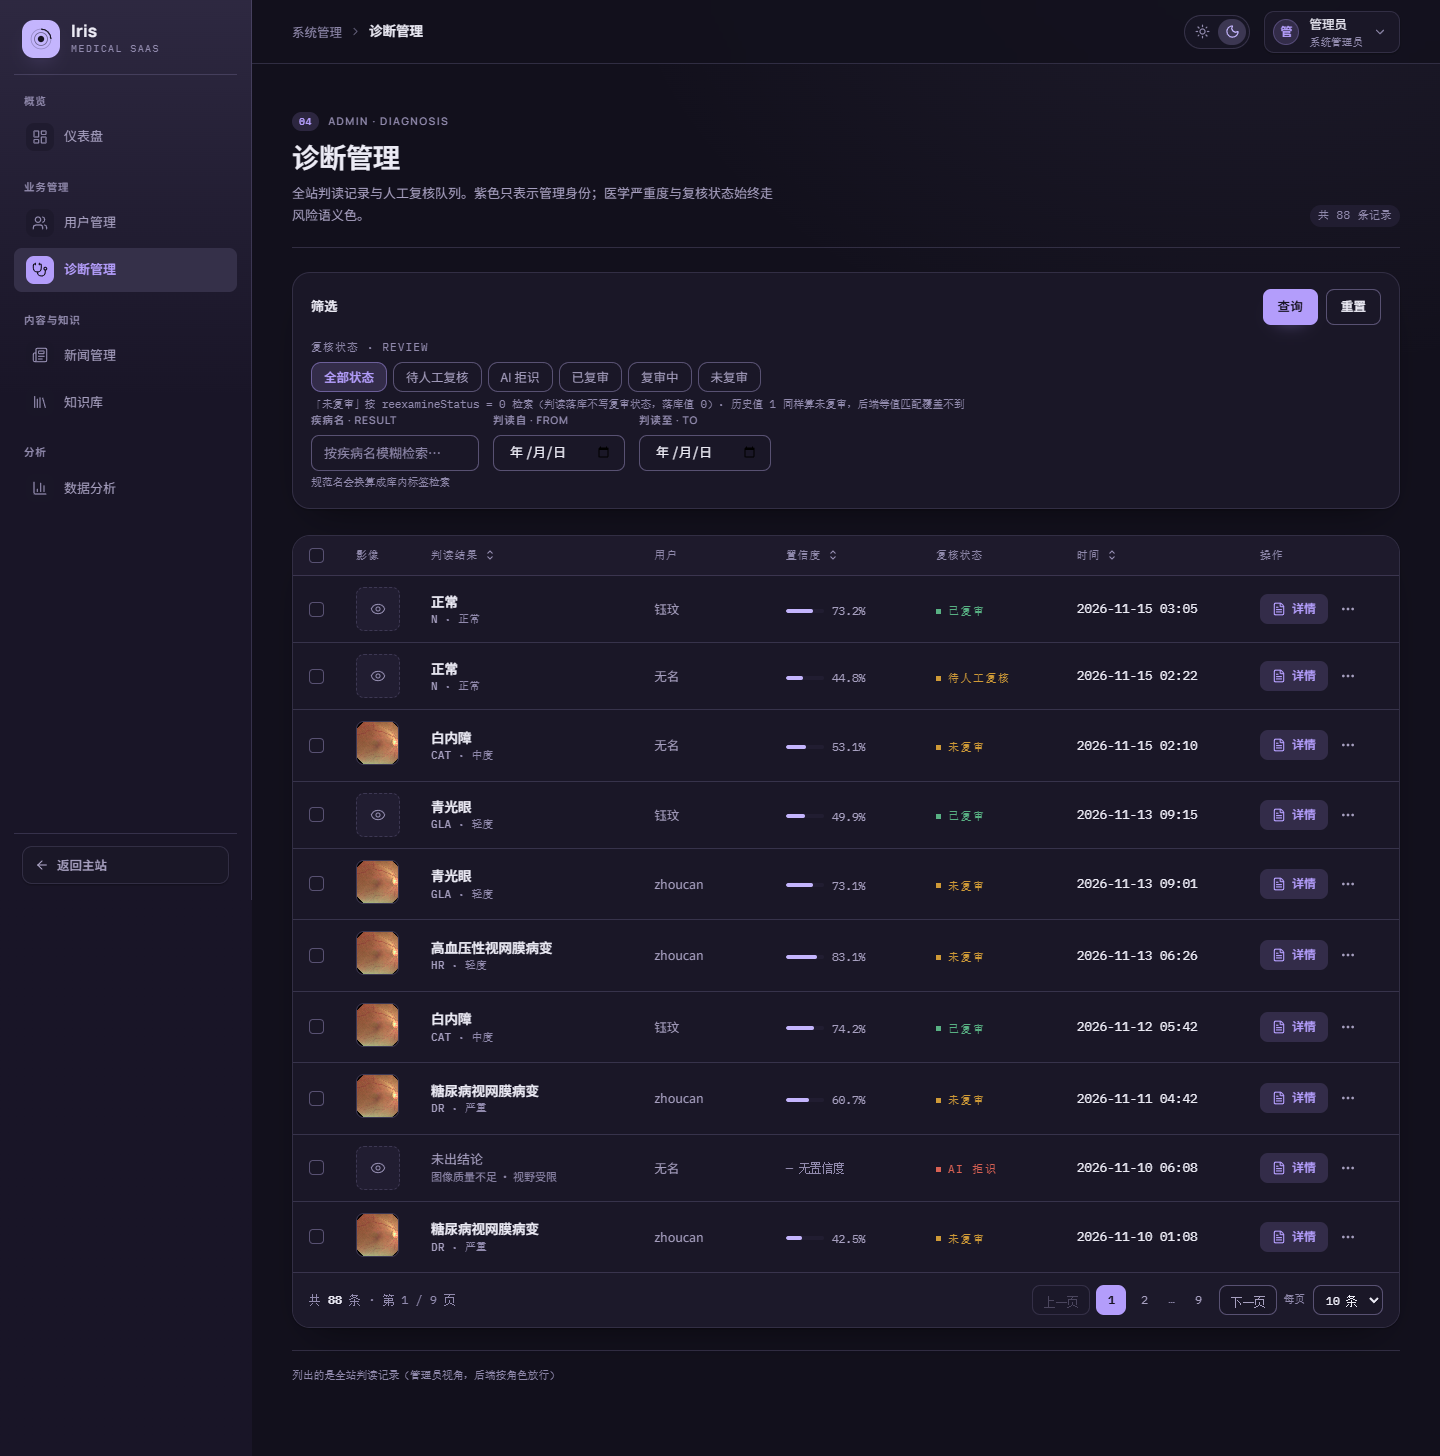 Iris
MEDICAL SAAS
系统管理 > 诊断管理
管
管理员
系统管理员
概览
仪表盘
业务管理
用户管理
诊断管理
内容与知识
新闻管理
知识库
分析
数据分析
返回主站
04 ADMIN · DIAGNOSIS
诊断管理
全站判读记录与人工复核队列。紫色只表示管理身份；医学严重度与复核状态始终走
风险语义色。
共 88 条记录
筛选
查询 重置
复核状态 · REVIEW
全部状态 待人工复核 AI 拒识 已复审 复审中 未复审
「未复审」按 reexamineStatus = 0 检索（判读落库不写复审状态，落库值 0）· 历史值 1 同样算未复审，后端等值匹配覆盖不到
疾病名 · RESULT 判读自 · FROM 判读至 · TO
按疾病名模糊检索… 年 /月/日 年 /月/日
规范名会换算成库内标签检索
影像 判读结果 用户 置信度 复核状态 时间 操作
正常
N · 正常
钰玟 73.2% 已复审 2026-11-15 03:05 详情 ···
正常
N · 正常
无名 44.8% 待人工复核 2026-11-15 02:22 详情 ···
白内障
CAT · 中度
无名 53.1% 未复审 2026-11-15 02:10 详情 ···
青光眼
GLA · 轻度
钰玟 49.9% 已复审 2026-11-13 09:15 详情 ···
青光眼
GLA · 轻度
zhoucan 73.1% 未复审 2026-11-13 09:01 详情 ···
高血压性视网膜病变
HR · 轻度
zhoucan 83.1% 未复审 2026-11-13 06:26 详情 ···
白内障
CAT · 中度
钰玟 74.2% 已复审 2026-11-12 05:42 详情 ···
糖尿病视网膜病变
DR · 严重
zhoucan 60.7% 未复审 2026-11-11 04:42 详情 ···
未出结论
图像质量不足 · 视野受限
无名 — 无置信度 AI 拒识 2026-11-10 06:08 详情 ···
糖尿病视网膜病变
DR · 严重
zhoucan 42.5% 未复审 2026-11-10 01:08 详情 ···
共 88 条 · 第 1 / 9 页
上一页 1 2 … 9 下一页 每页 10 条
列出的是全站判读记录（管理员视角，后端按角色放行）